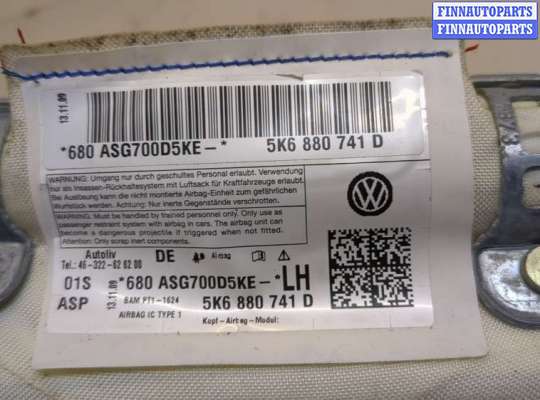 FINNAUTOPARTS
FINNAUTOPARTS
13.11.09
*680 ASG700D5KE-* 5K6 880 741 D
WARNUNG: Umgang nur durch geschultes Personal erlaubt. Verwendung
nur als Insassen-Rückhaltesystem mit Luftsack für Kraftfahrzeuge erlaubt.
Bei Auslösung kann die nicht montierte Airbag-Einheit zum gefährlichen
Wurfstück werden. Achtung: Nur inerte Gegenstände verschrotten.
WARNING: Must be handled by trained personnel only. Only use as
passenger restraint system with airbag in cars. The airbag unit can
become a dangerous projectile if triggered when not fitted.
Attention: Only scrap inert components.
Autoliv DE Airbag
Tel.: 46-322-62 62 00
01S *680 ASG700D5KE-* LH
ASP 13.11.09 BAM PT1-1624 5K6 880 741 D
AIRBAG IC TYPE 1 Kopf-Airbag-Modul: